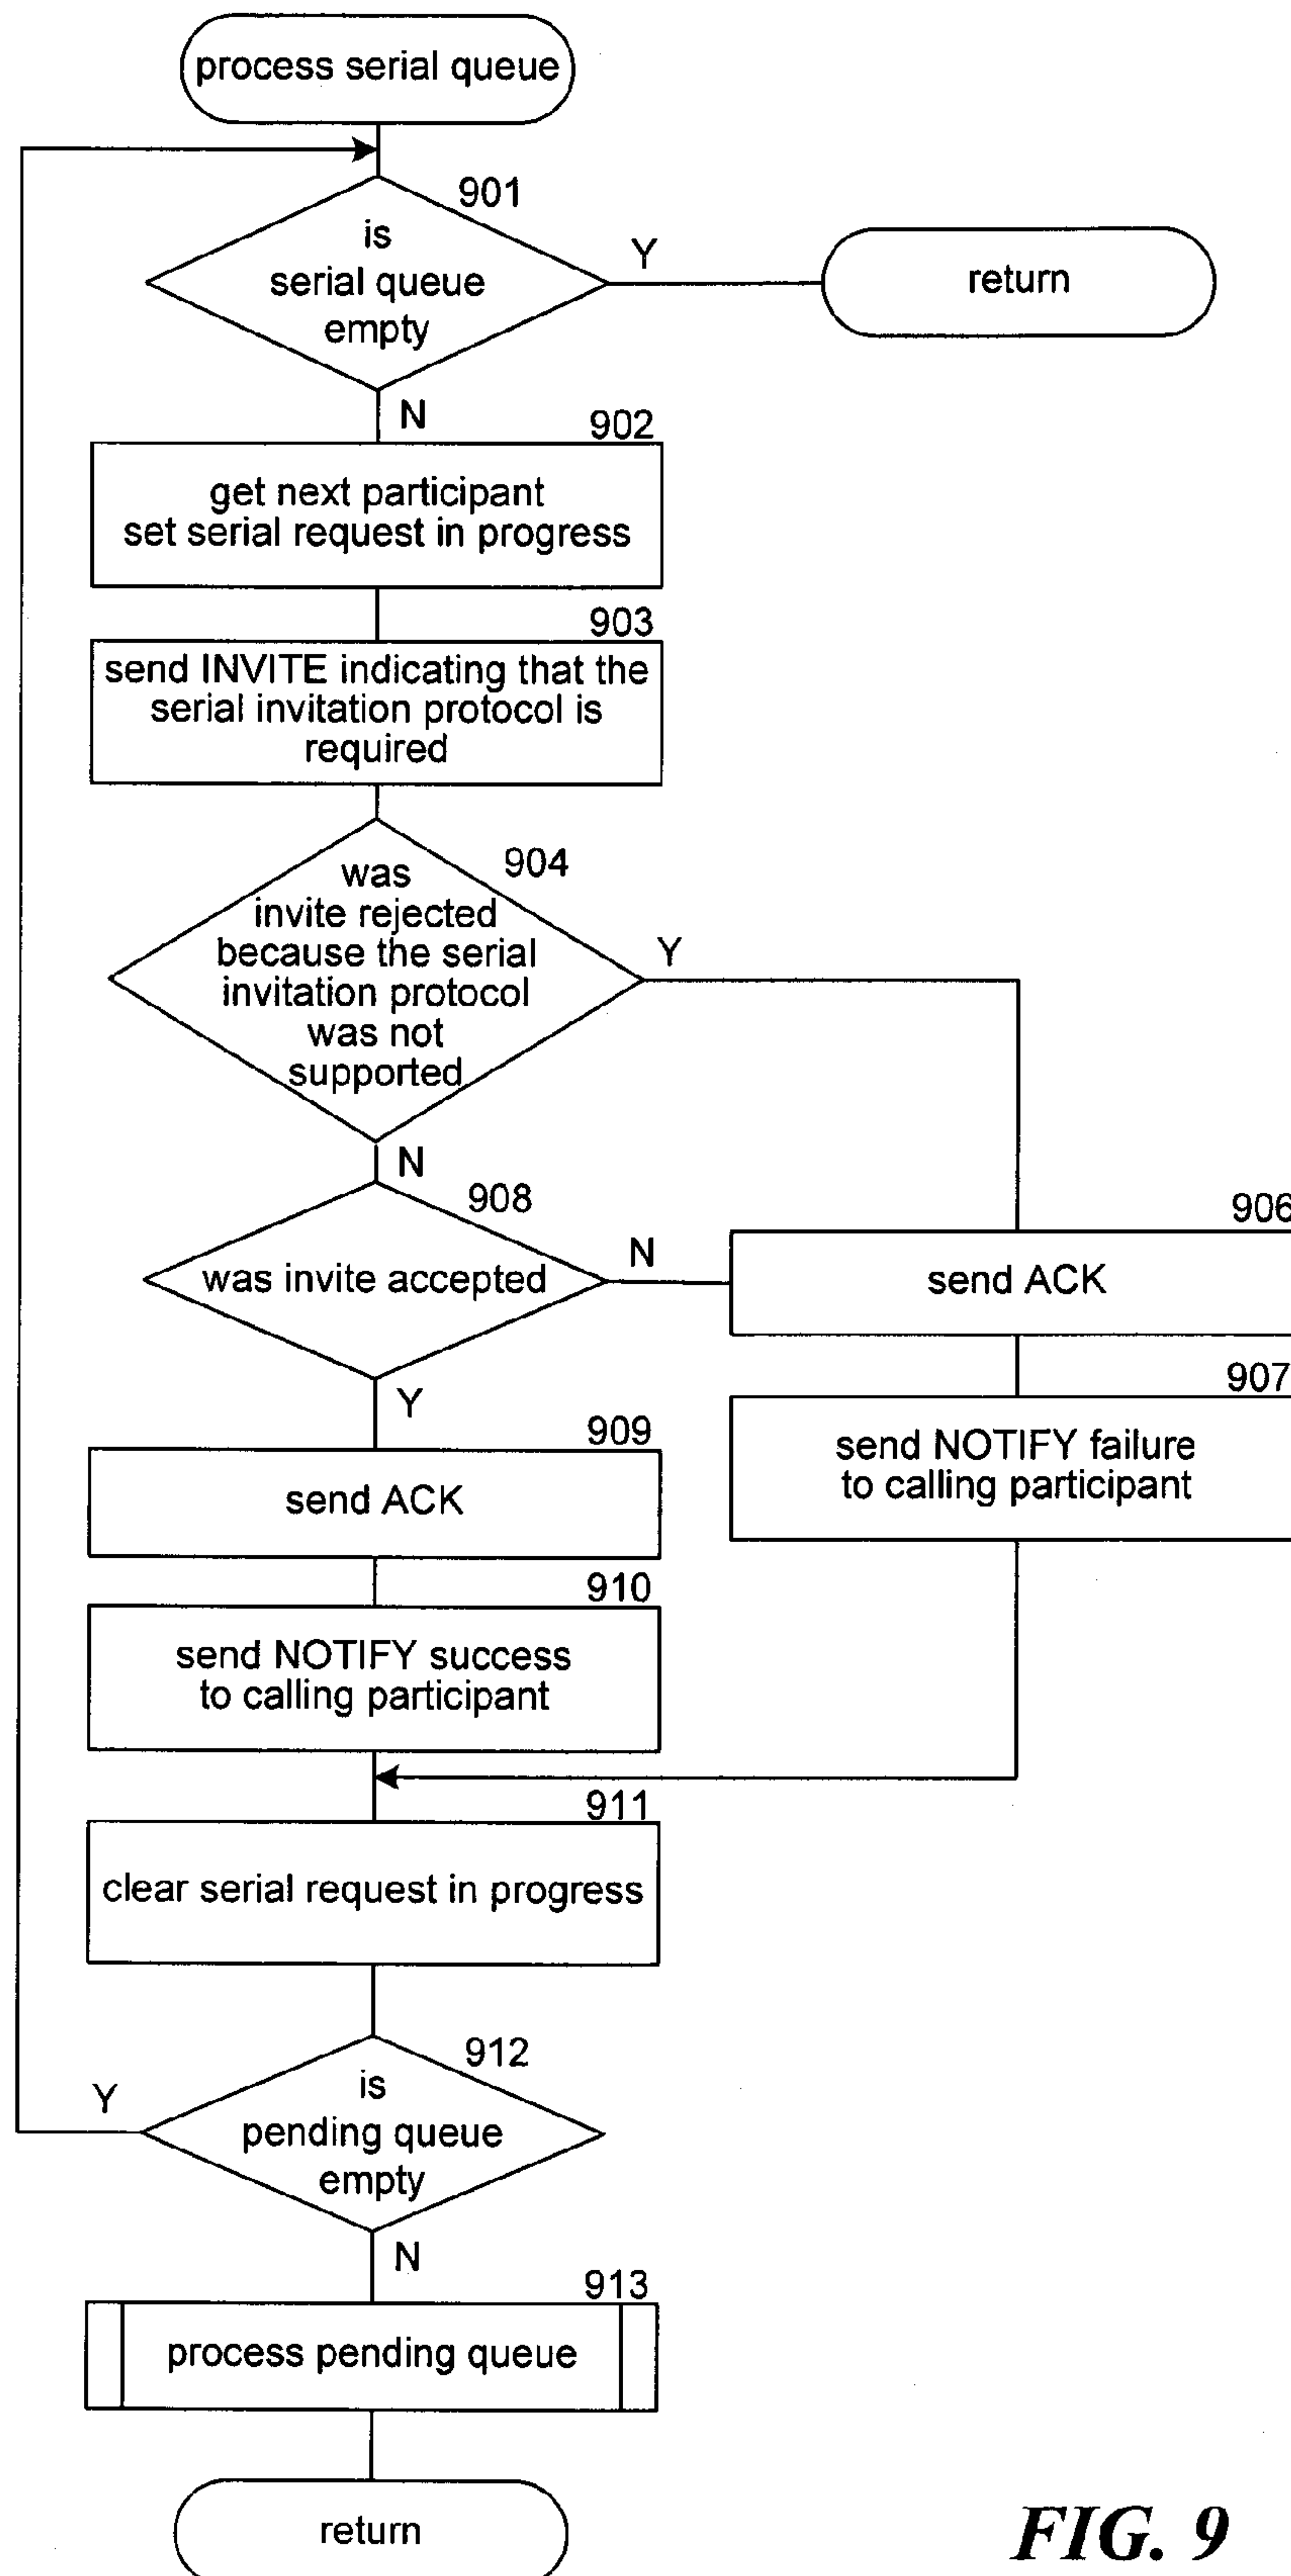 process serial queue
901
is
serial queue
empty
Y
return
N
902
get next participant
set serial request in progress
903
send INVITE indicating that the
serial invitation protocol is
required
904
was
invite rejected
because the serial
invitation protocol
was not
supported
Y
N
908
was invite accepted
N
906
send ACK
Y
907
send NOTIFY failure
to calling participant
909
send ACK
910
send NOTIFY success
to calling participant
911
clear serial request in progress
912
is
pending queue
empty
Y
N
913
process pending queue
return
FIG. 9